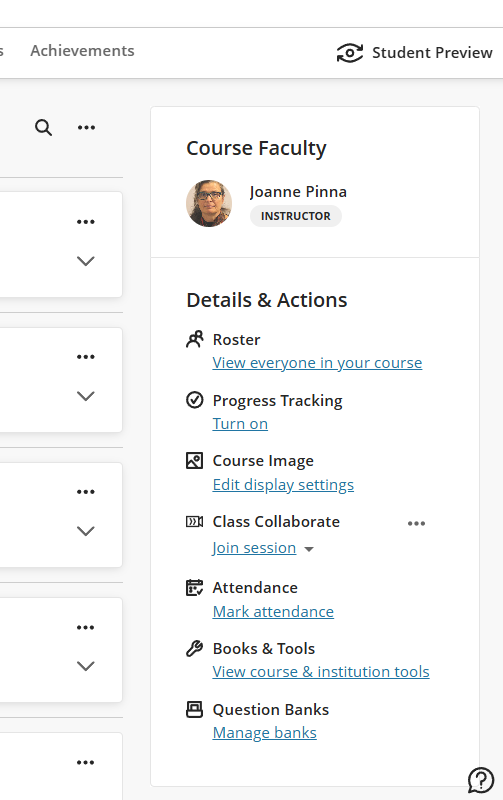 s
Achievements
Student Preview
Course Faculty
Joanne Pinna
INSTRUCTOR
Details & Actions
Roster
View everyone in your course
Progress Tracking
Turn on
Course Image
Edit display settings
Class Collaborate
Join session
Attendance
Mark attendance
Books & Tools
View course & institution tools
Question Banks
Manage banks